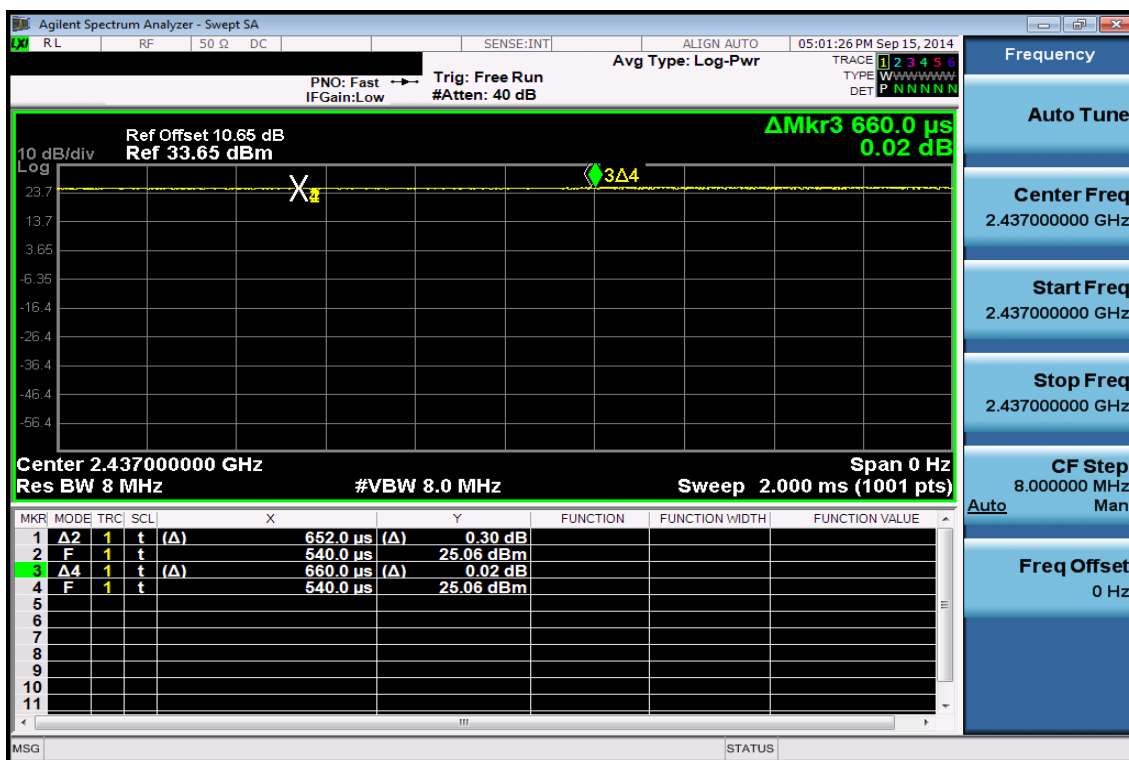 Agilent Spectrum Analyzer - Swept SA
LXI RL RF 50 Ω DC SENSE:INT ALIGN AUTO 05:01:26 PM Sep 15, 2014
PNO: Fast
IFGain:Low
Trig: Free Run
#Atten: 40 dB
Avg Type: Log-Pwr
TRACE 1 2 3 4 5 6
TYPE WWWWWW
DET P N N N N N
ΔMkr3 660.0 µs
0.02 dB
Ref Offset 10.65 dB
10 dB/div Ref 33.65 dBm
Log
3Δ4
23.7
13.7
3.65
-6.35
-16.4
-26.4
-36.4
-46.4
-56.4
Center 2.437000000 GHz Span 0 Hz
Res BW 8 MHz #VBW 8.0 MHz Sweep 2.000 ms (1001 pts)
MKR MODE TRC SCL X Y FUNCTION FUNCTION WIDTH FUNCTION VALUE
1 Δ2 1 t (Δ) 652.0 µs (Δ) 0.30 dB
2 F 1 t 540.0 µs 25.06 dBm
3 Δ4 1 t (Δ) 660.0 µs (Δ) 0.02 dB
4 F 1 t 540.0 µs 25.06 dBm
5
6
7
8
9
10
11
MSG STATUS
Frequency
Auto Tune
Center Freq
2.437000000 GHz
Start Freq
2.437000000 GHz
Stop Freq
2.437000000 GHz
CF Step
8.000000 MHz
Auto Man
Freq Offset
0 Hz